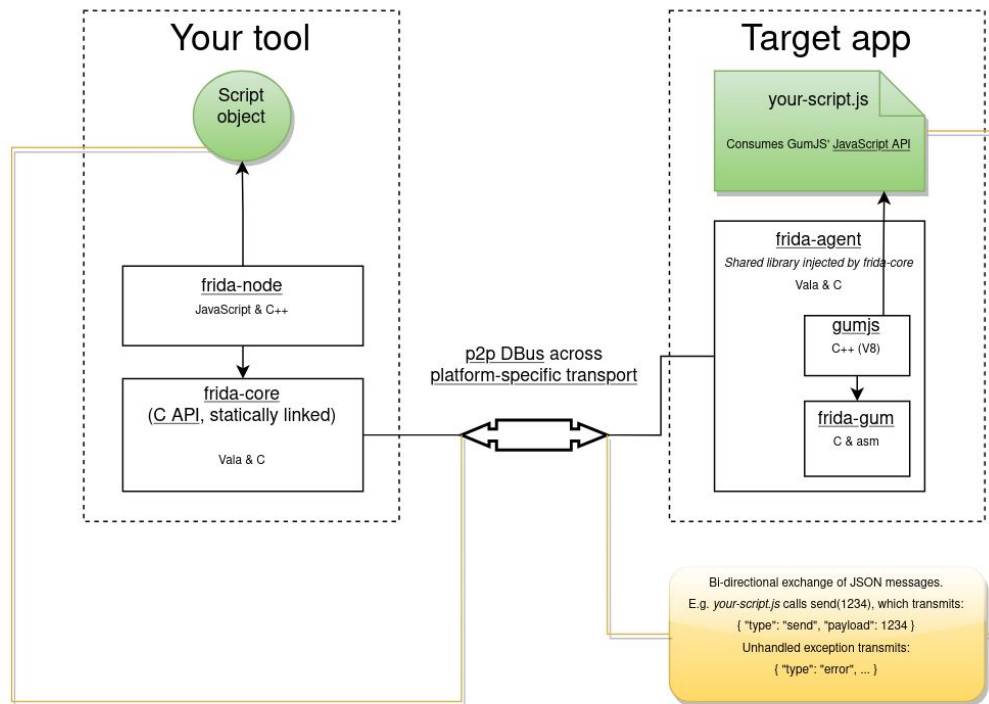 Your tool
Script
object
frida-node
JavaScript & C++
frida-core
(C API, statically linked)
Vala & C
p2p DBus across
platform-specific transport
Target app
your-script.js
Consumes GumJS' JavaScript API
frida-agent
Shared library injected by frida-core
Vala & C
gumjs
C++ (V8)
frida-gum
C & asm
Bi-directional exchange of JSON messages.
E.g. your-script.js calls send(1234), which transmits:
{ "type": "send", "payload": 1234 }
Unhandled exception transmits:
{ "type": "error", ... }